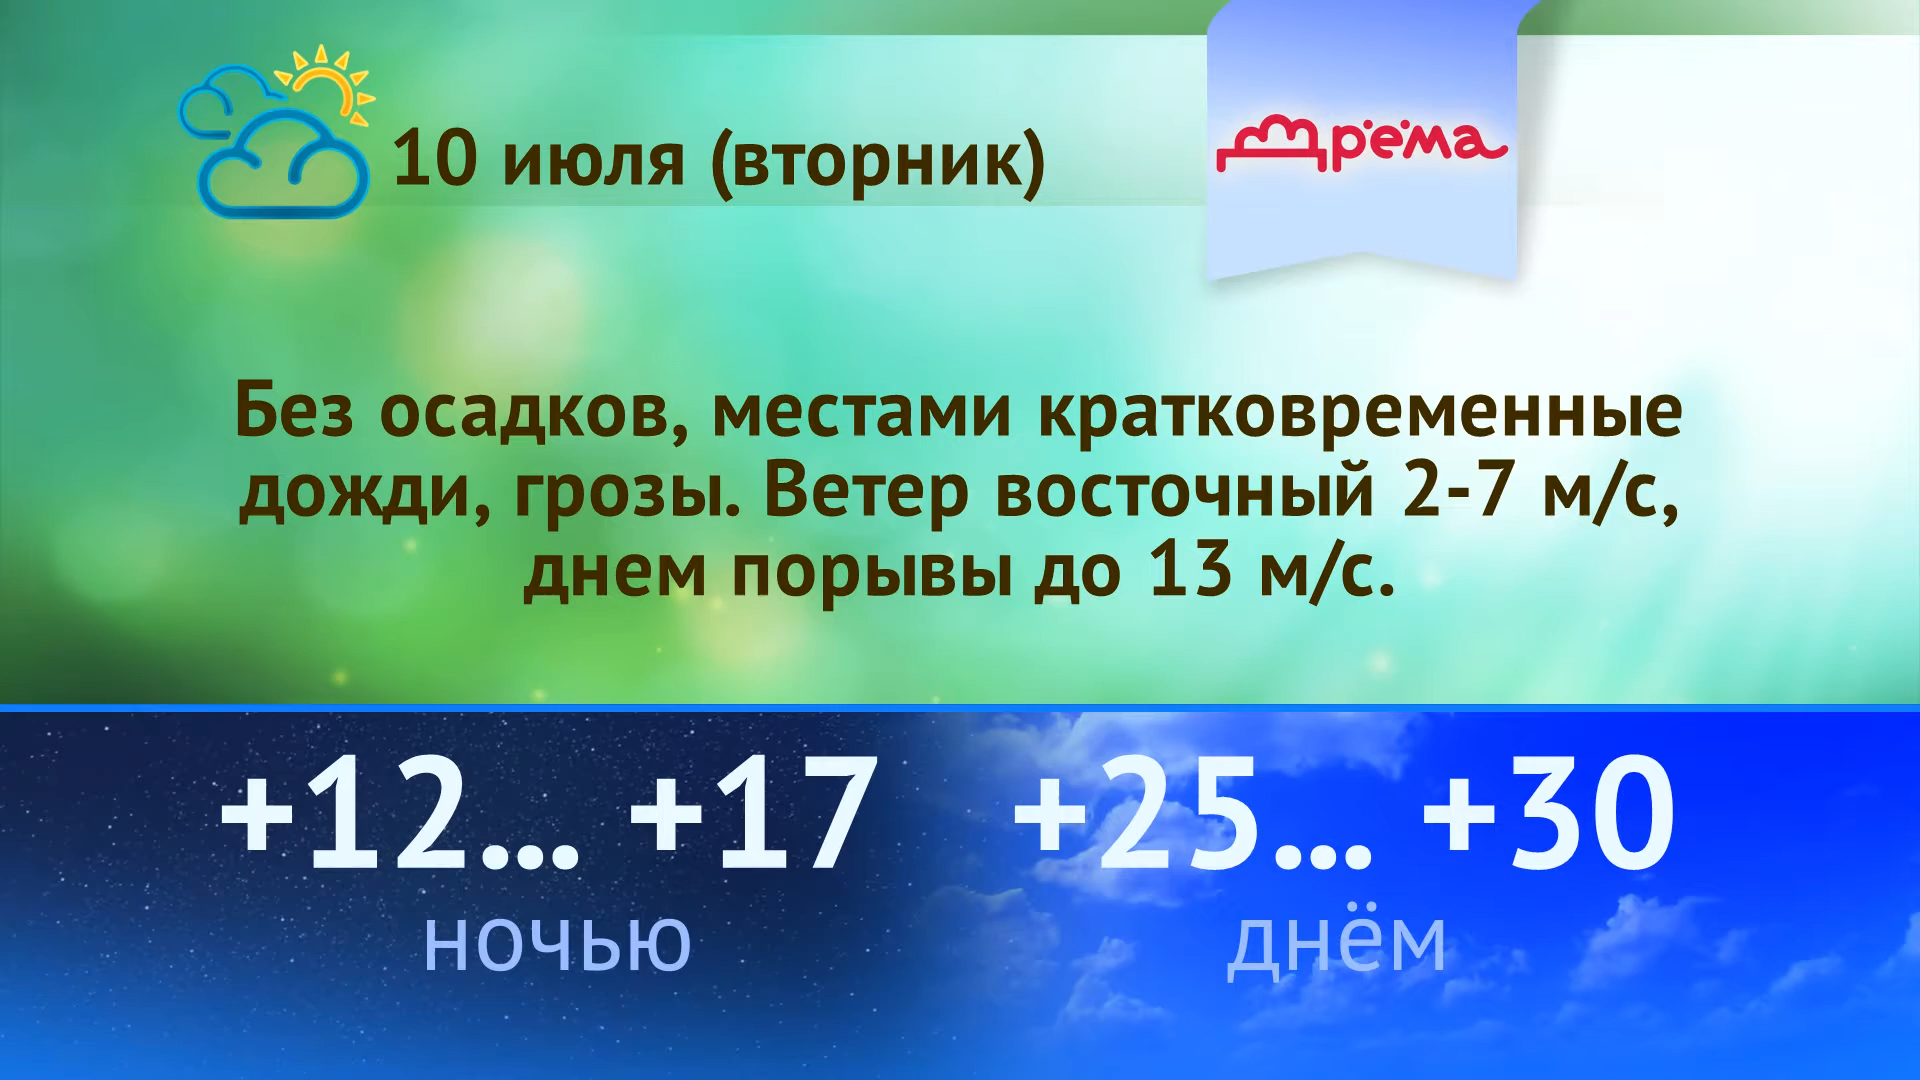 10 июля (вторник)
Дрёма
Без осадков, местами кратковременные
дожди, грозы. Ветер восточный 2-7 м/с,
днем порывы до 13 м/с.
+12... +17 +25... +30
ночью днём